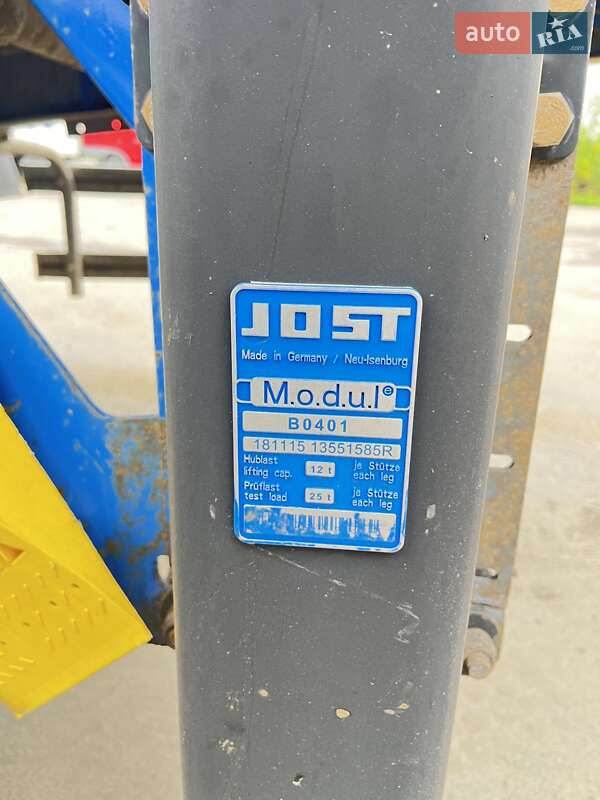 auto RIA .com
JOST
Made in Germany / Neu-Isenburg
M.o.d.u.l®
B0401
181115 13551585R
Hublast 12 t je Stütze
lifting cap. each leg
Prüflast 25 t je Stütze
test load each leg